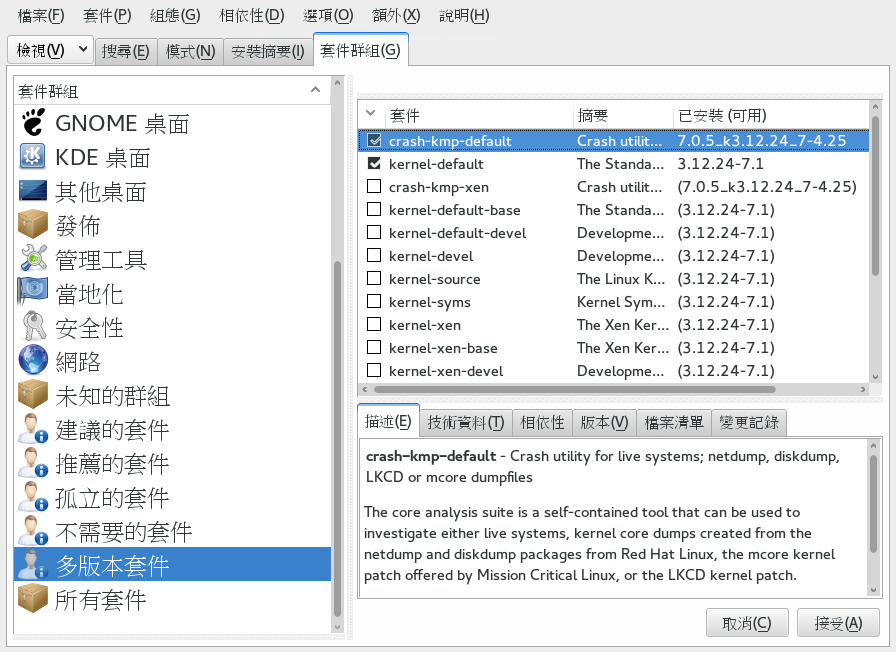 檔案(F) 套件(P) 組態(G) 相依性(D) 選項(O) 額外(X) 說明(H)
檢視(V) 搜尋(E) 模式(N) 安裝摘要(I) 套件群組(G)
套件群組
GNOME 桌面
KDE 桌面
其他桌面
發佈
管理工具
當地化
安全性
網路
未知的群組
建議的套件
推薦的套件
孤立的套件
不需要的套件
多版本套件
所有套件
套件 摘要 已安裝 (可用)
crash-kmp-default Crash utilit... 7.0.5_k3.12.24_7-4.25
kernel-default The Standa... 3.12.24-7.1
crash-kmp-xen Crash utilit... (7.0.5_k3.12.24_7-4.25)
kernel-default-base The Standa... (3.12.24-7.1)
kernel-default-devel Developme... (3.12.24-7.1)
kernel-devel Developme... (3.12.24-7.1)
kernel-source The Linux K... (3.12.24-7.1)
kernel-syms Kernel Sym... (3.12.24-7.1)
kernel-xen The Xen Ker... (3.12.24-7.1)
kernel-xen-base The Xen Ker... (3.12.24-7.1)
kernel-xen-devel Developme... (3.12.24-7.1)
描述(E) 技術資料(T) 相依性 版本(V) 檔案清單 變更記錄
crash-kmp-default - Crash utility for live systems; netdump, diskdump,
LKCD or mcore dumpfiles
The core analysis suite is a self-contained tool that can be used to
investigate either live systems, kernel core dumps created from the
netdump and diskdump packages from Red Hat Linux, the mcore kernel
patch offered by Mission Critical Linux, or the LKCD kernel patch.
取消(C) 接受(A)